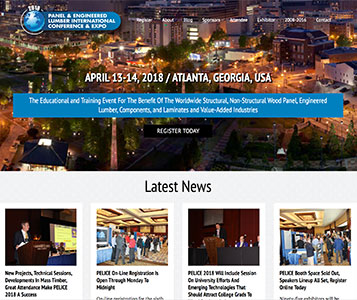 2018
PANEL & ENGINEERED
LUMBER INTERNATIONAL
CONFERENCE & EXPO
Register About Blog Sponsors Attendee Exhibitor 2008-2016 Contact
APRIL 13-14, 2018 / ATLANTA, GEORGIA, USA
The Educational and Training Event For The Benefit Of The Worldwide Structural, Non-Structural Wood Panel, Engineered
Lumber, Components, and Laminates and Value-Added Industries
REGISTER TODAY
Latest News
New Projects, Technical Sessions,
Developments In Mass Timber,
Great Attendance Make PELICE
2018 A Success
PELICE On-Line Registration Is
Open Through Monday To
Midnight
On-line registration for the sixth
PELICE 2018 Will Include Session
On University Efforts And
Emerging Technologies That
Should Attract College Grads To
PELICE Booth Space Sold Out,
Speakers Lineup All Set, Register
Online Today